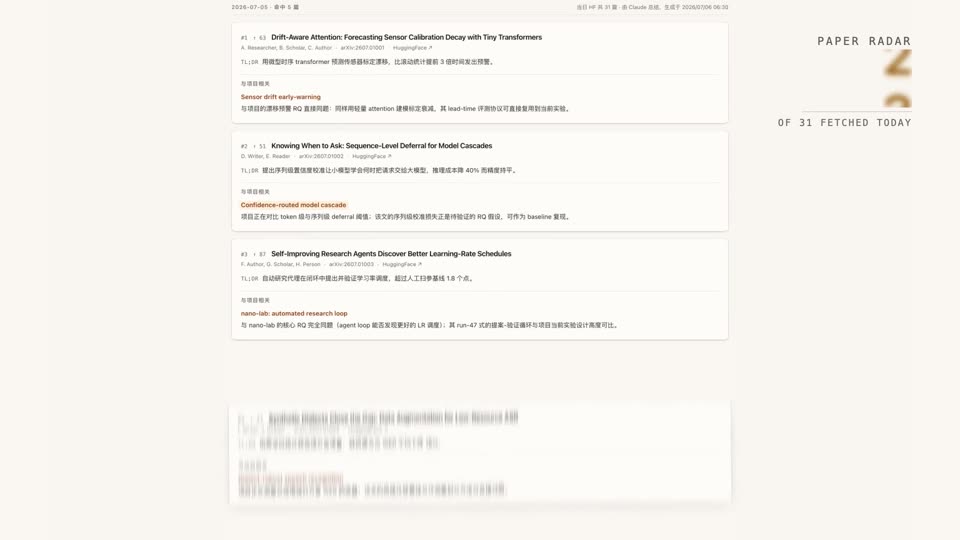 2026-07-05 · 命中 5 篇
当日 HF 共 31 篇 · 由 Claude 总结，生成于 2026/07/06 06:30
#1 ↑ 63 Drift-Aware Attention: Forecasting Sensor Calibration Decay with Tiny Transformers
A. Researcher, B. Scholar, C. Author · arXiv:2607.01001 · HuggingFace ↗
TL;DR 用微型时序 transformer 预测传感器标定漂移，比滚动统计提前 3 倍时间发出预警。
与项目相关
Sensor drift early-warning
与项目的漂移预警 RQ 直接同题：同样用轻量 attention 建模标定衰减，其 lead-time 评测协议可直接复用到当前实验。
#2 ↑ 51 Knowing When to Ask: Sequence-Level Deferral for Model Cascades
D. Writer, E. Reader · arXiv:2607.01002 · HuggingFace ↗
TL;DR 提出序列级置信度校准让小模型学会何时把请求交给大模型，推理成本降 40% 而精度持平。
与项目相关
Confidence-routed model cascade
项目正在对比 token 级与序列级 deferral 阈值；该文的序列级校准损失正是待验证的 RQ 假设，可作为 baseline 复现。
#3 ↑ 87 Self-Improving Research Agents Discover Better Learning-Rate Schedules
F. Author, G. Scholar, H. Person · arXiv:2607.01003 · HuggingFace ↗
TL;DR 自动研究代理在闭环中提出并验证学习率调度，超过人工扫参基线 1.8 个点。
与项目相关
nano-lab: automated research loop
与 nano-lab 的核心 RQ 完全同题（agent loop 能否发现更好的 LR 调度）；其 run-47 式的提案-验证循环与项目当前实验设计高度可比。
PAPER RADAR
OF 31 FETCHED TODAY